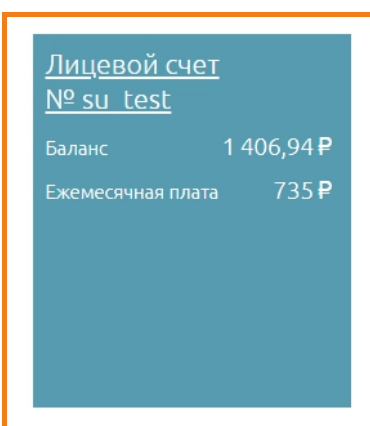 Лицевой счет
№ su_test
Баланс 1 406,94 ₽
Ежемесячная плата 735 ₽